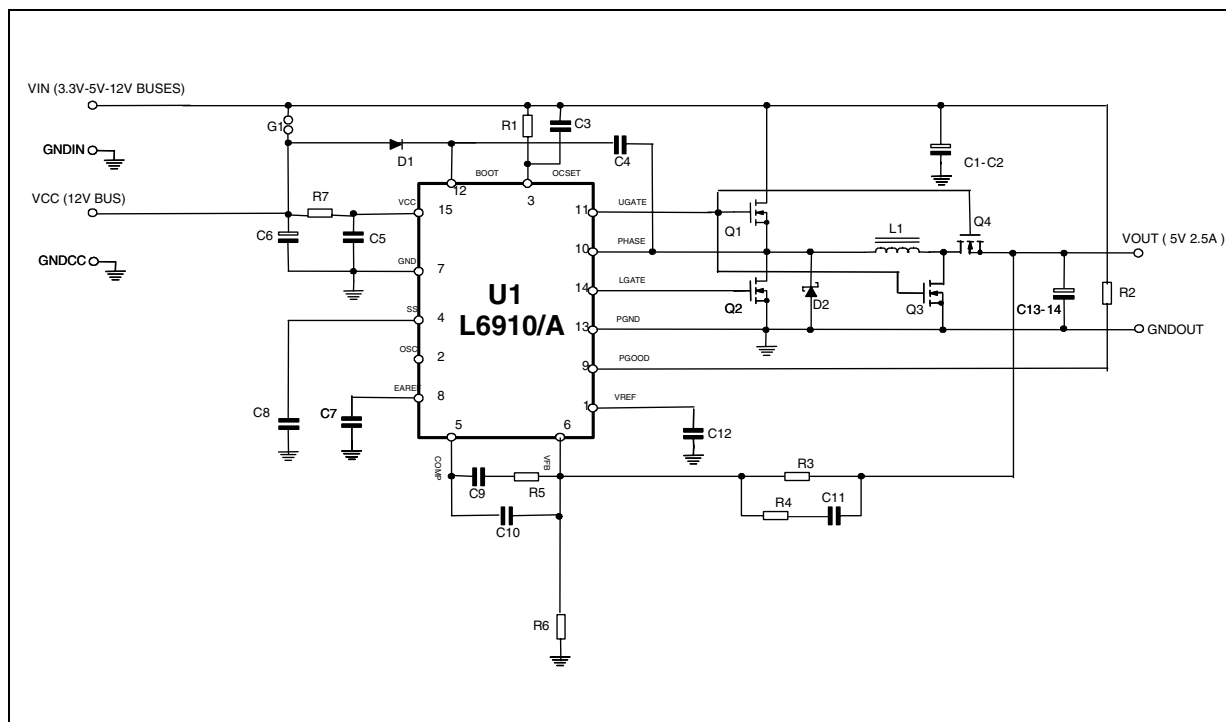 VIN (3.3V-5V-12V BUSES)
G1
R1
C3
GNDIN
D1
C4
C1-C2
BOOT
OCSET
12
3
VCC (12V BUS)
R7
VCC
15
11
UGATE
Q1
Q4
C6
C5
L1
VOUT ( 5V 2.5A )
10
PHASE
GNDCC
GND
7
14
LGATE
Q2
D2
Q3
C13-14
R2
U1
L6910/A
SS
4
13
PGND
GNDOUT
OSC
2
9
PGOOD
EAREF
8
1
VREF
C8
C7
C12
5
6
COMP
VFB
C9
R5
R3
C10
R4
C11
R6